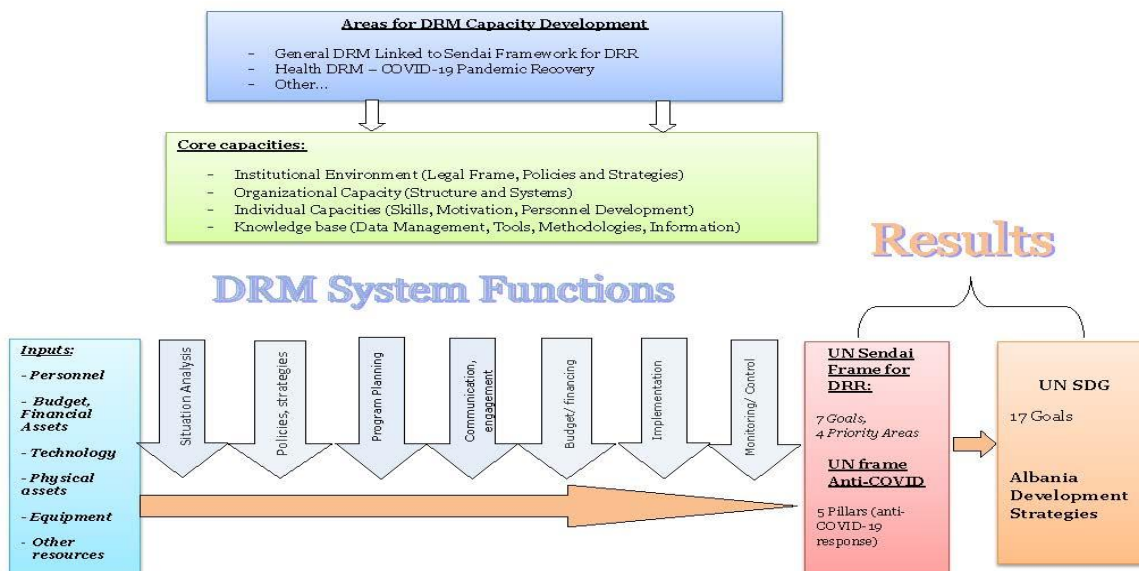 Areas for DRM Capacity Development
- General DRM Linked to Sendai Framework for DRR
- Health DRM – COVID-19 Pandemic Recovery
- Other...
Core capacities:
- Institutional Environment (Legal Frame, Policies and Strategies)
- Organizational Capacity (Structure and Systems)
- Individual Capacities (Skills, Motivation, Personnel Development)
- Knowledge base (Data Management, Tools, Methodologies, Information)
Results
DRM System Functions
Inputs:
- Personnel
- Budget,
Financial
Assets
- Technology
- Physical
assets
- Equipment
- Other
resources
Situation Analysis
Policies, strategies
Program Planning
Communication,
engagement
Budget/ financing
Implementation
Monitoring/ Control
UN Sendai
Frame for
DRR:
7 Goals,
4 Priority Areas
UN frame
Anti-COVID
5 Pillars (anti-
COVID-19
response)
UN SDG
17 Goals
Albania
Development
Strategies